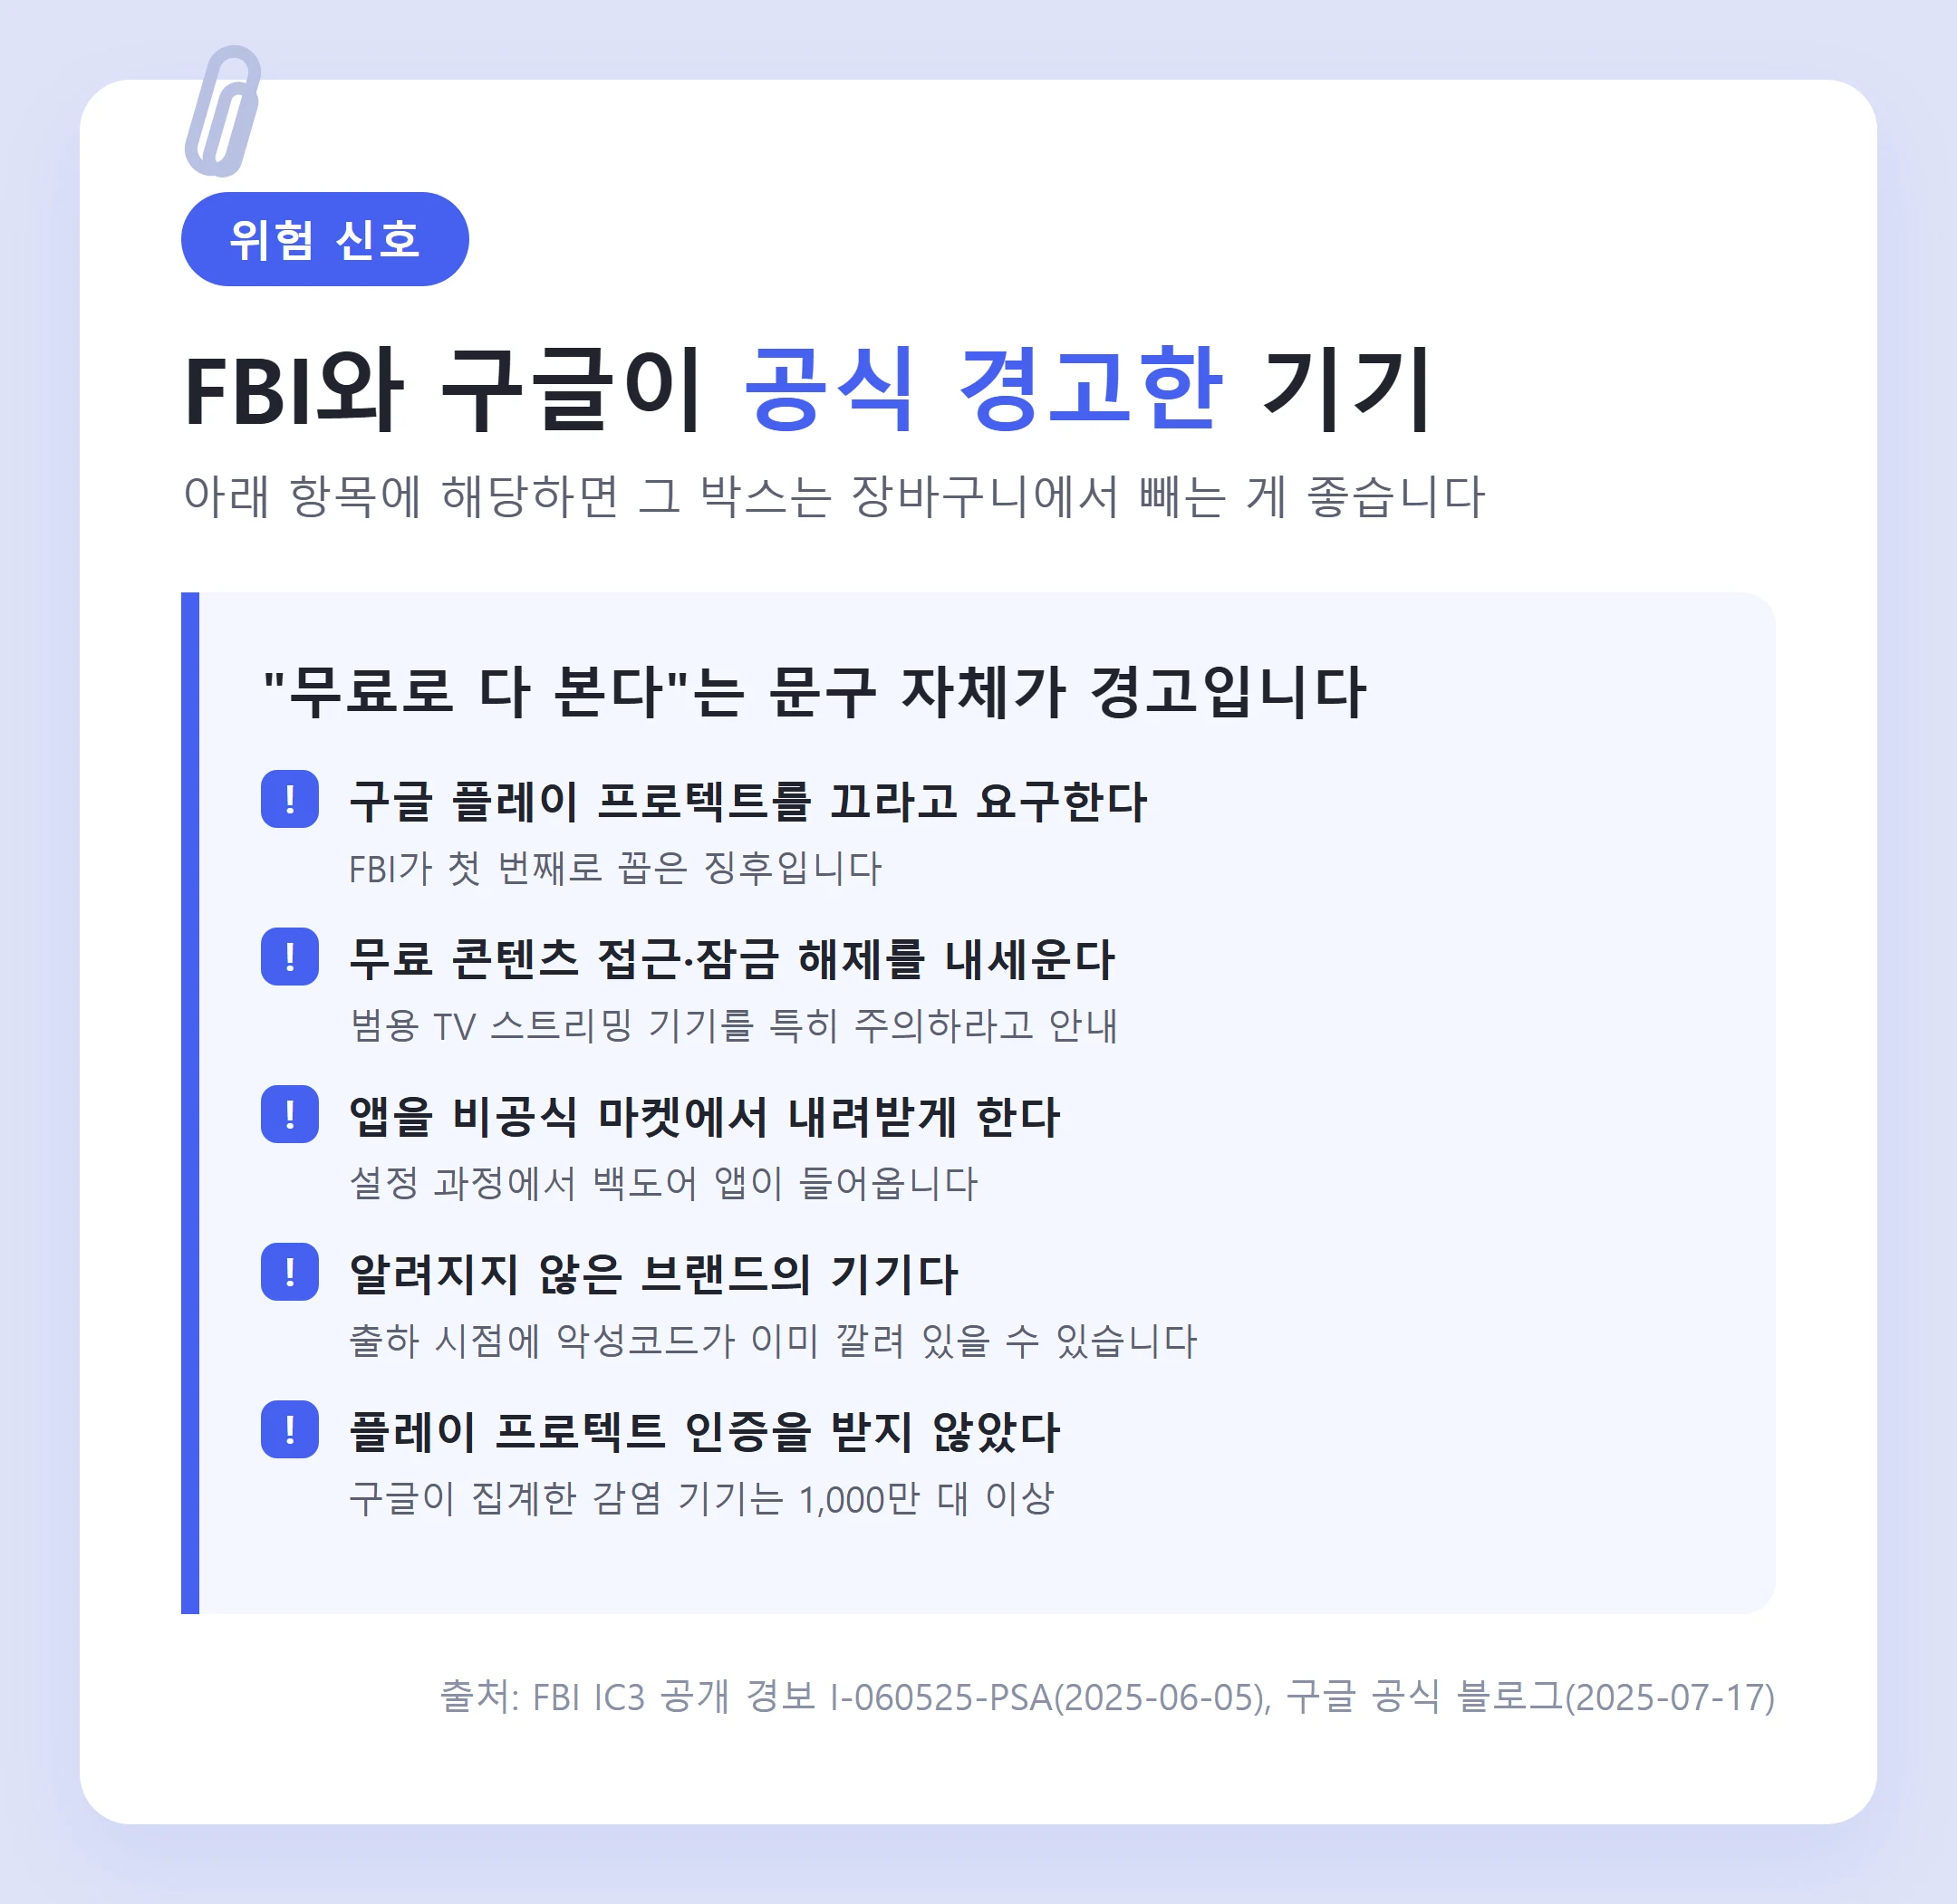 위험 신호
FBI와 구글이 공식 경고한 기기
아래 항목에 해당하면 그 박스는 장바구니에서 빼는 게 좋습니다
"무료로 다 본다"는 문구 자체가 경고입니다
! 구글 플레이 프로텍트를 끄라고 요구한다
FBI가 첫 번째로 꼽은 징후입니다
! 무료 콘텐츠 접근·잠금 해제를 내세운다
범용 TV 스트리밍 기기를 특히 주의하라고 안내
! 앱을 비공식 마켓에서 내려받게 한다
설정 과정에서 백도어 앱이 들어옵니다
! 알려지지 않은 브랜드의 기기다
출하 시점에 악성코드가 이미 깔려 있을 수 있습니다
! 플레이 프로텍트 인증을 받지 않았다
구글이 집계한 감염 기기는 1,000만 대 이상
출처: FBI IC3 공개 경보 I-060525-PSA(2025-06-05), 구글 공식 블로그(2025-07-17)